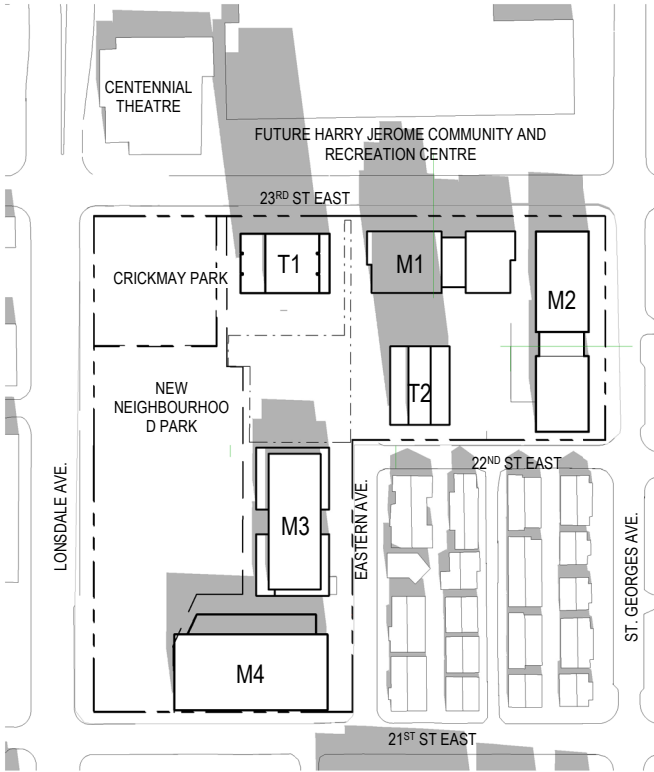 CENTENNIAL
THEATRE
FUTURE HARRY JEROME COMMUNITY AND
RECREATION CENTRE
23RD ST EAST
T1
M1
CRICKMAY PARK
M2
NEW
NEIGHBOURHOO
D PARK
T2
22ND ST EAST
LONSDALE AVE.
M3
EASTERN AVE.
ST. GEORGES AVE.
M4
21ST ST EAST